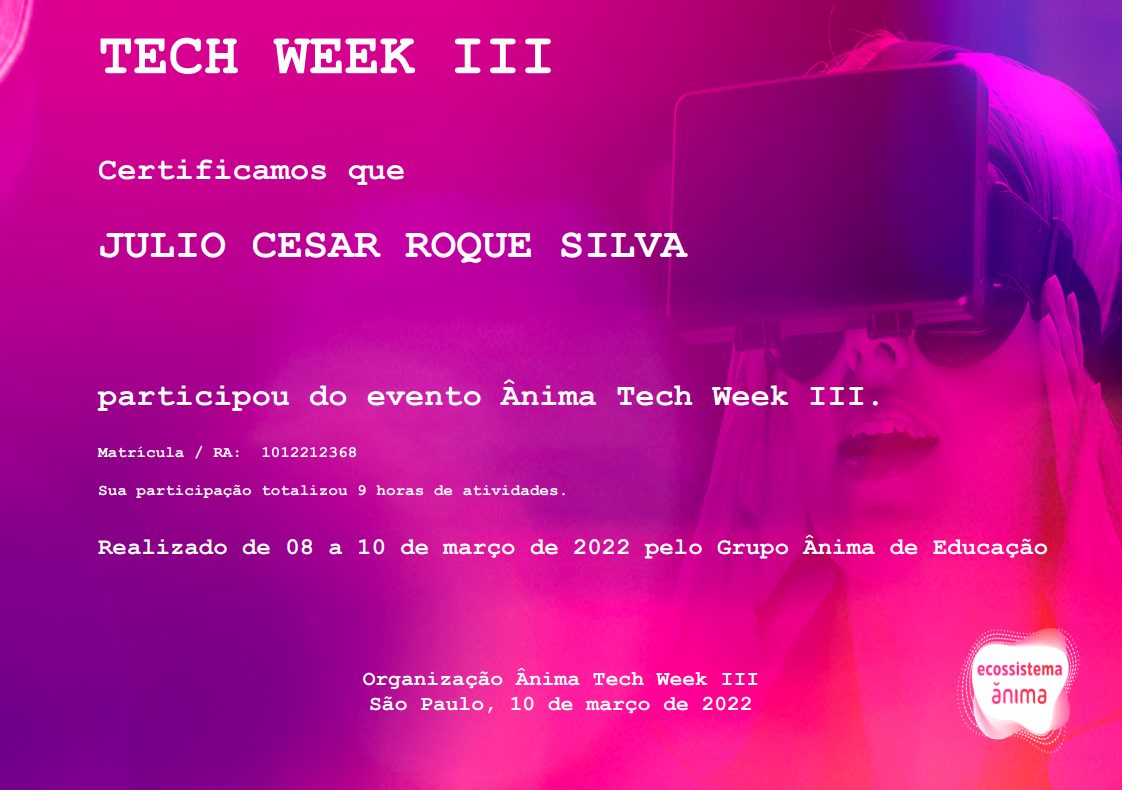 TECH WEEK III
Certificamos que
JULIO CESAR ROQUE SILVA
participou do evento Ânima Tech Week III.
Matrícula / RA: 1012212368
Sua participação totalizou 9 horas de atividades.
Realizado de 08 a 10 de março de 2022 pelo Grupo Ânima de Educação
Organização Ânima Tech Week III
São Paulo, 10 de março de 2022
ecossistema
ănima